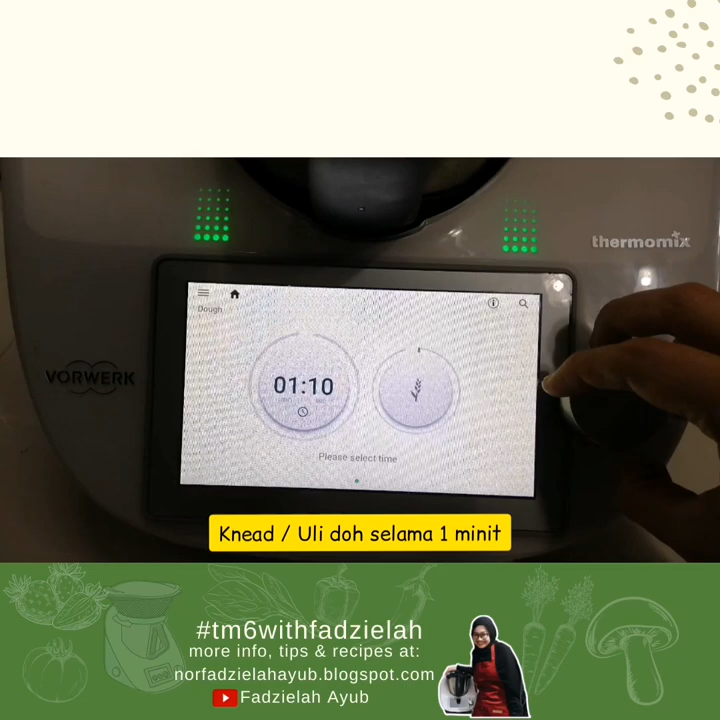 thermomix
Dough
VORWERK
01:10
Please select time
Knead / Uli doh selama 1 minit
#tm6withfadzielah
more info, tips & recipes at:
norfadzielahayub.blogspot.com
Fadzielah Ayub